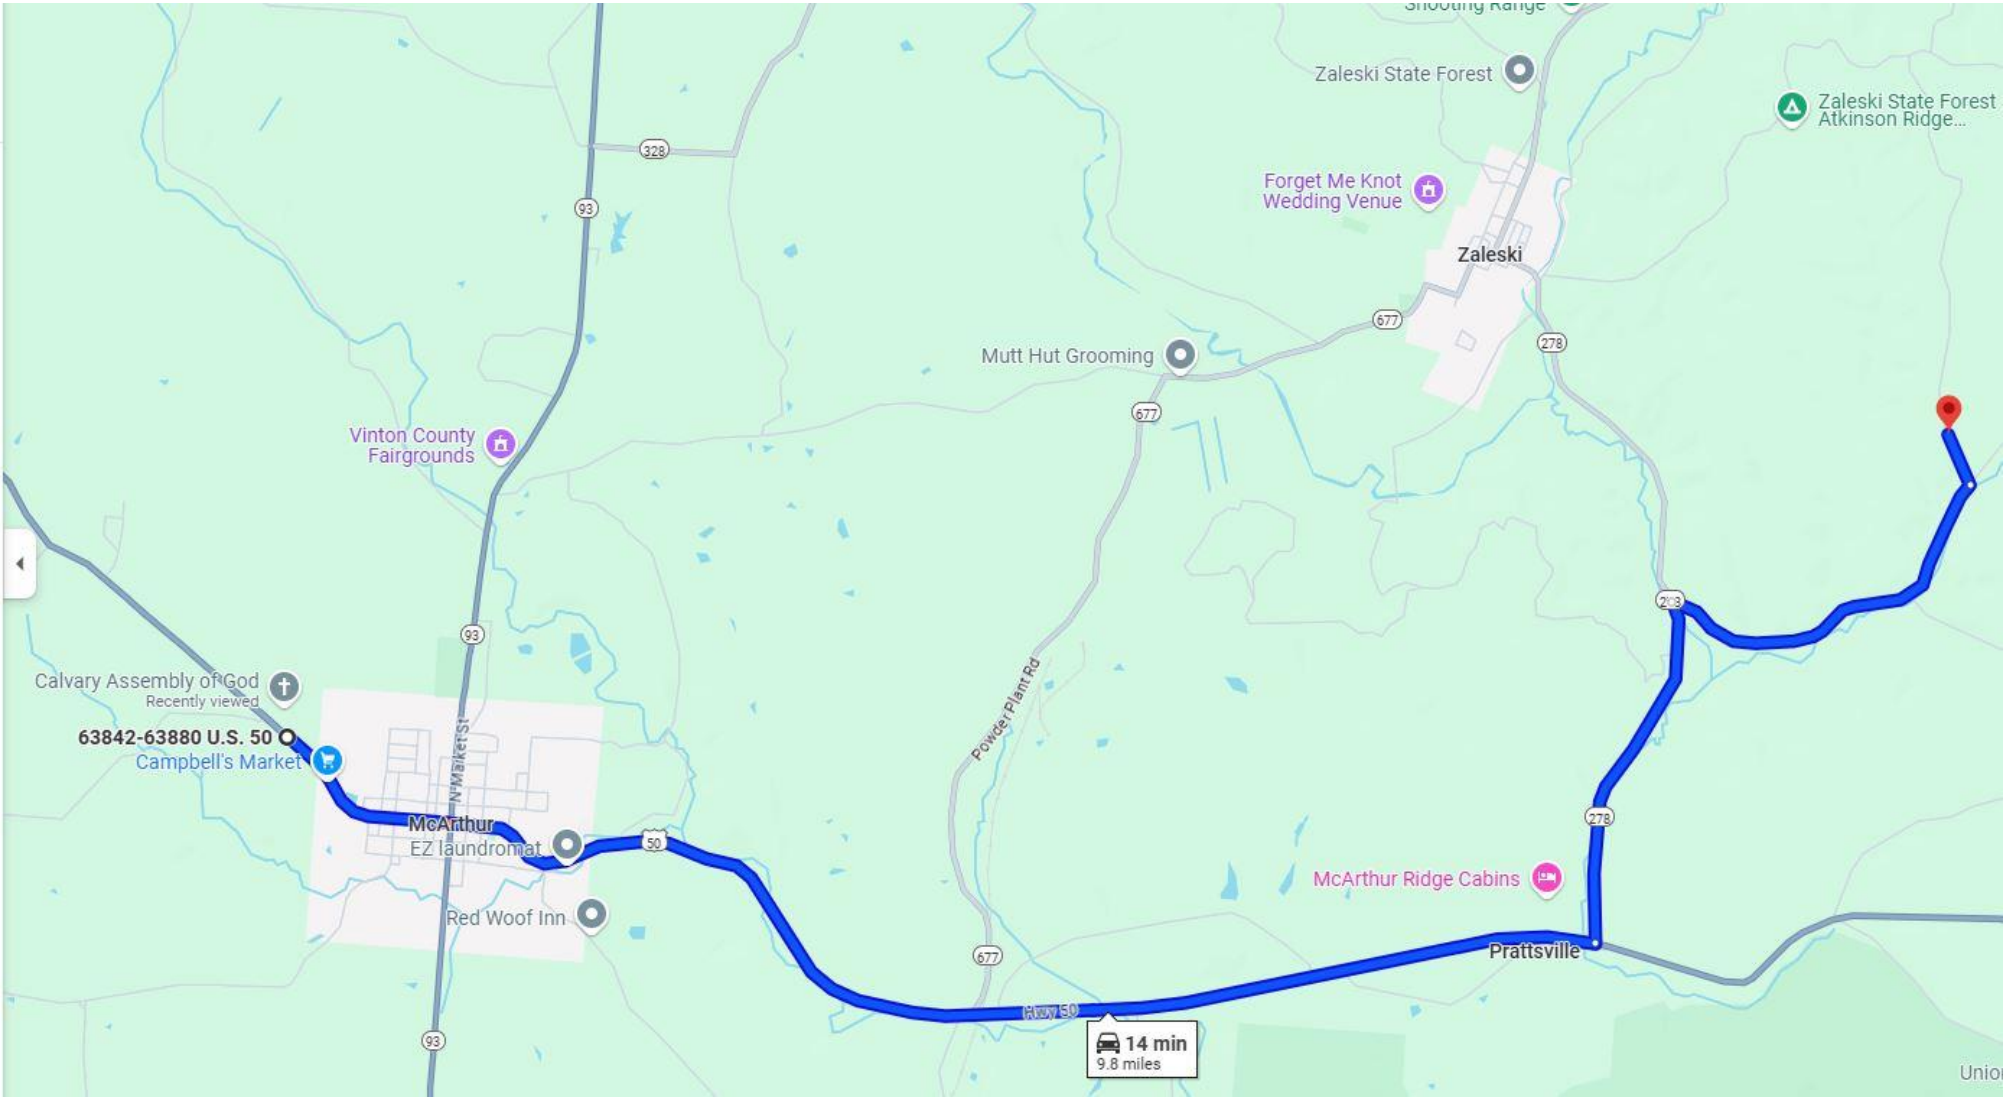 Shooting Range
Zaleski State Forest
Zaleski State Forest
Atkinson Ridge...
328
Forget Me Knot
Wedding Venue
93
Zaleski
677
278
Mutt Hut Grooming
677
Vinton County
Fairgrounds
93
Calvary Assembly of God
Recently viewed
63842-63880 U.S. 50
Campbell's Market
N Market St
Powder Plant Rd
McArthur
EZ laundromat
50
278
McArthur Ridge Cabins
Red Woof Inn
677
Prattsville
Hwy 50
93
14 min
9.8 miles